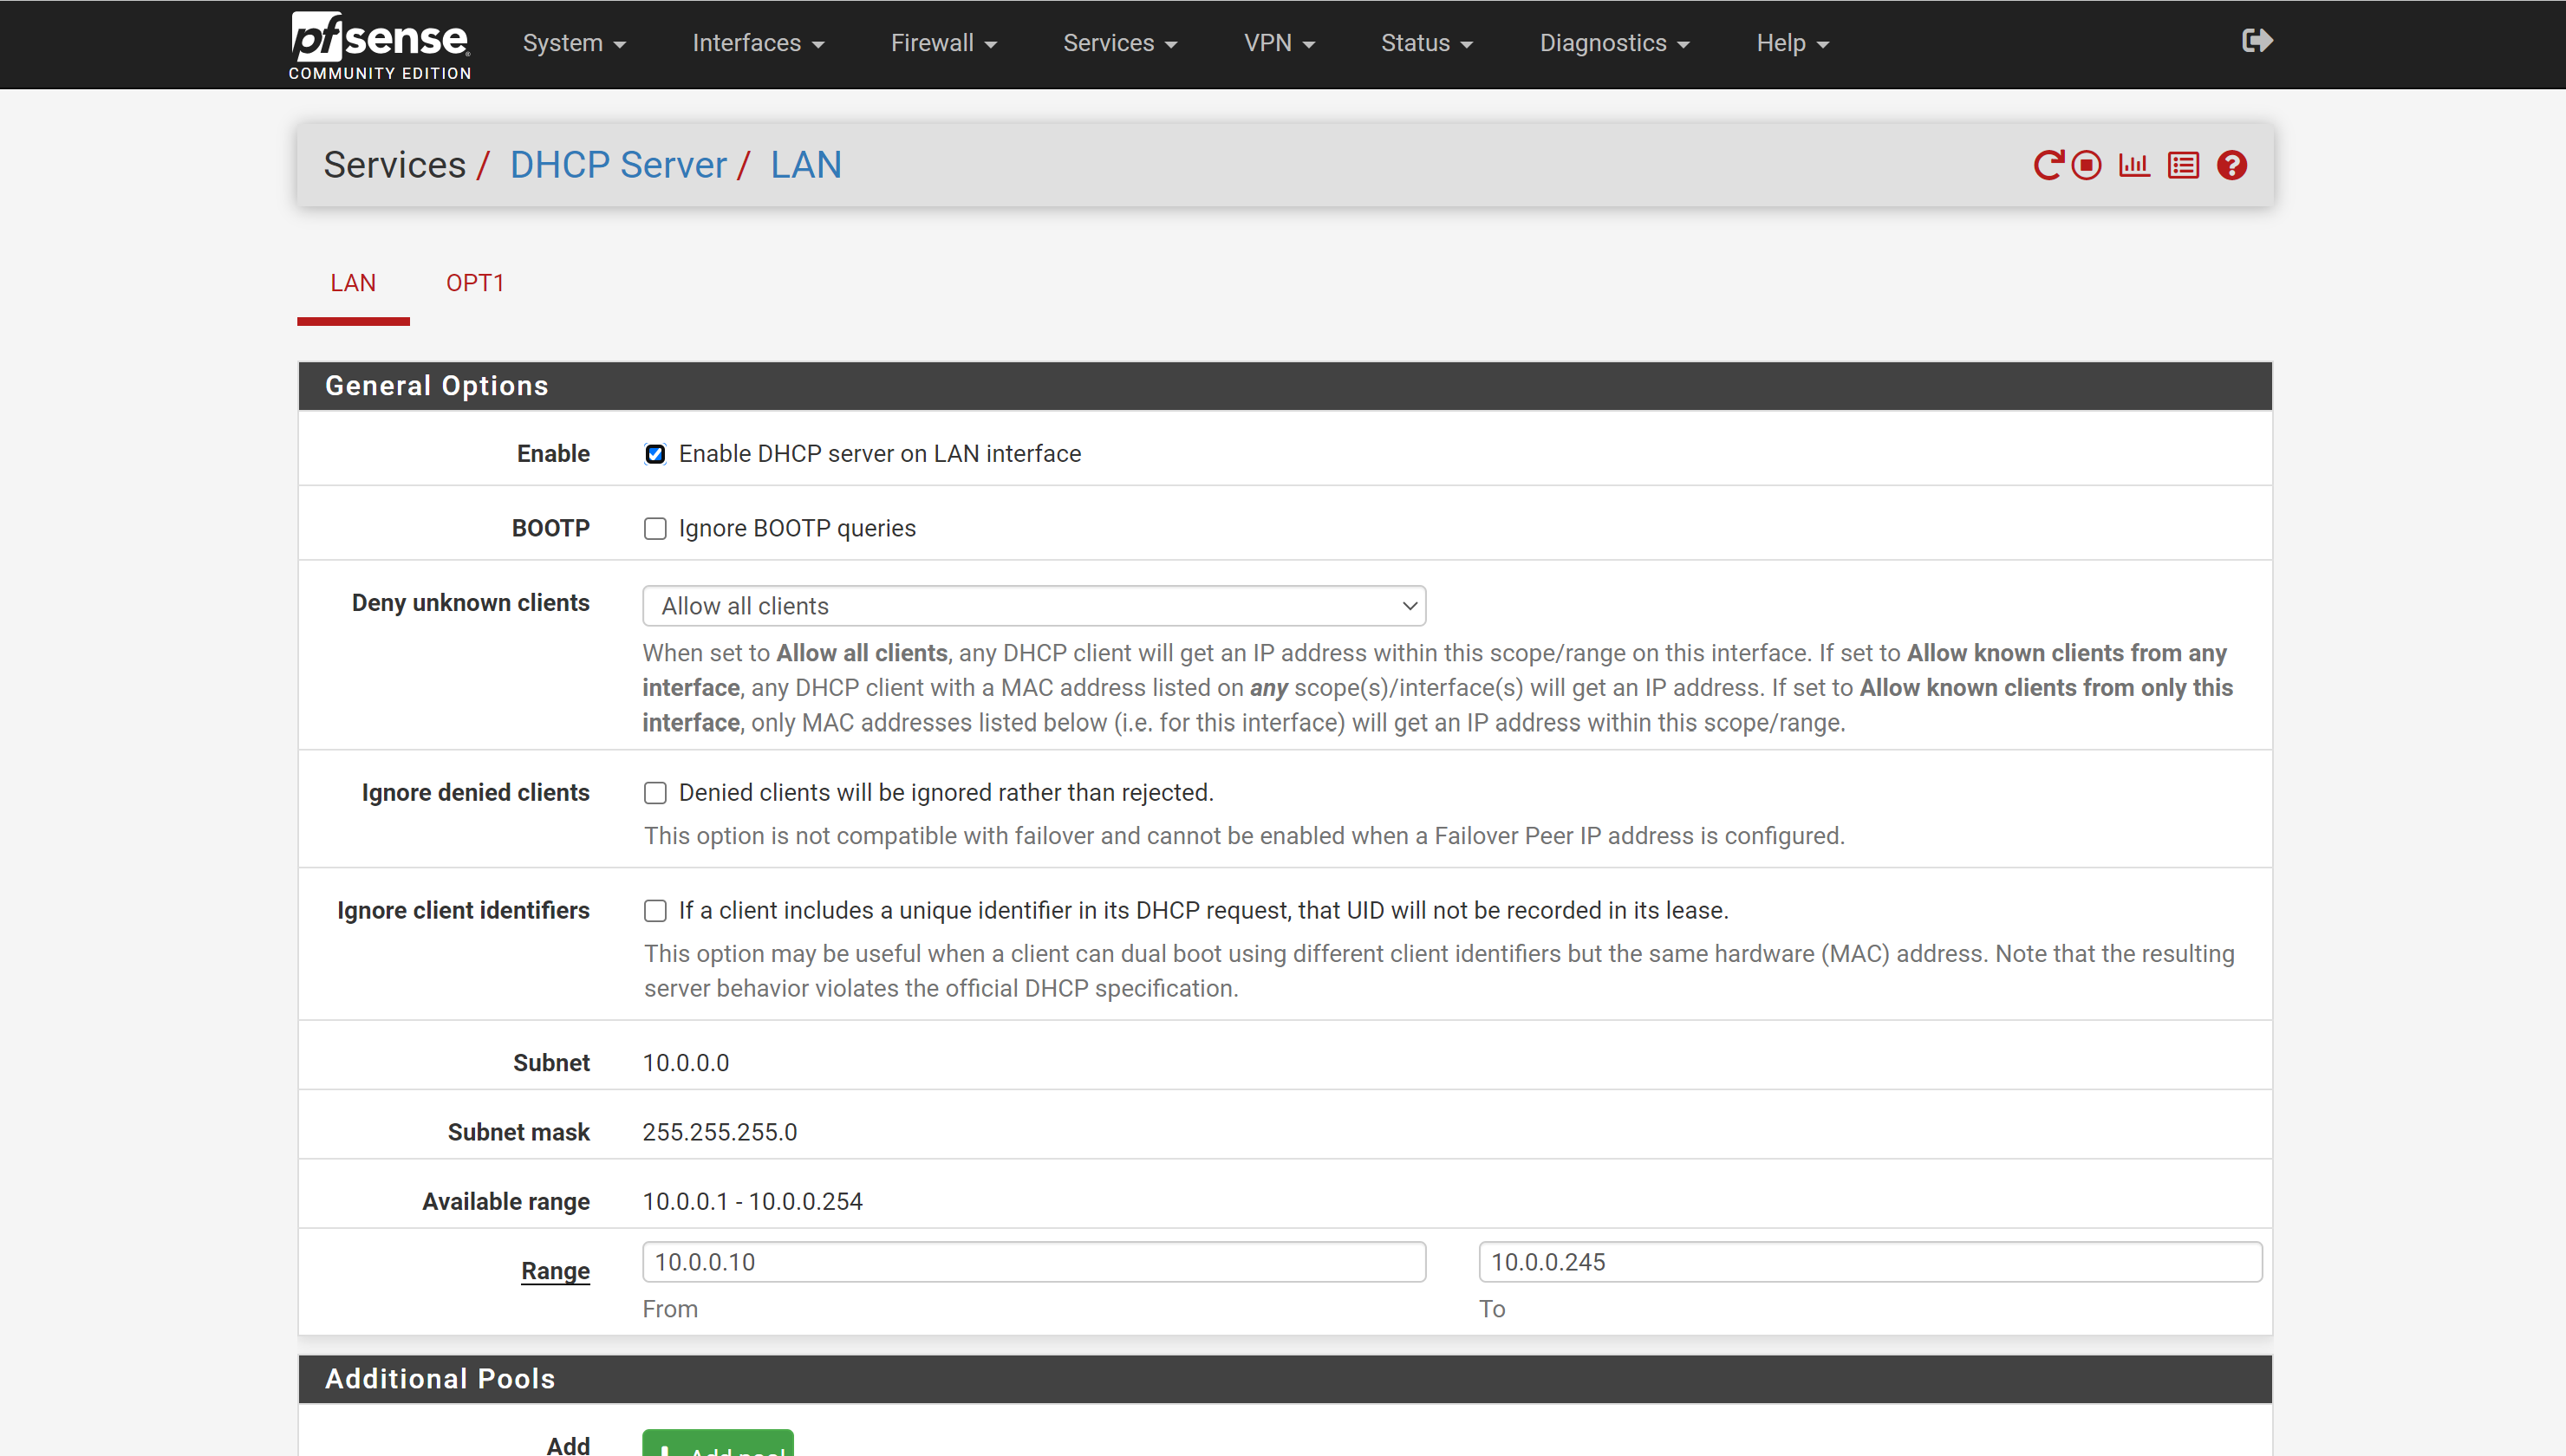 pfsense
COMMUNITY EDITION
System Interfaces Firewall Services VPN Status Diagnostics Help
Services / DHCP Server / LAN
LAN OPT1
General Options
Enable Enable DHCP server on LAN interface
BOOTP Ignore BOOTP queries
Deny unknown clients Allow all clients
When set to Allow all clients, any DHCP client will get an IP address within this scope/range on this interface. If set to Allow known clients from any
interface, any DHCP client with a MAC address listed on any scope(s)/interface(s) will get an IP address. If set to Allow known clients from only this
interface, only MAC addresses listed below (i.e. for this interface) will get an IP address within this scope/range.
Ignore denied clients Denied clients will be ignored rather than rejected.
This option is not compatible with failover and cannot be enabled when a Failover Peer IP address is configured.
Ignore client identifiers If a client includes a unique identifier in its DHCP request, that UID will not be recorded in its lease.
This option may be useful when a client can dual boot using different client identifiers but the same hardware (MAC) address. Note that the resulting
server behavior violates the official DHCP specification.
Subnet 10.0.0.0
Subnet mask 255.255.255.0
Available range 10.0.0.1 - 10.0.0.254
Range 10.0.0.10 10.0.0.245
From To
Additional Pools
Add Add pool